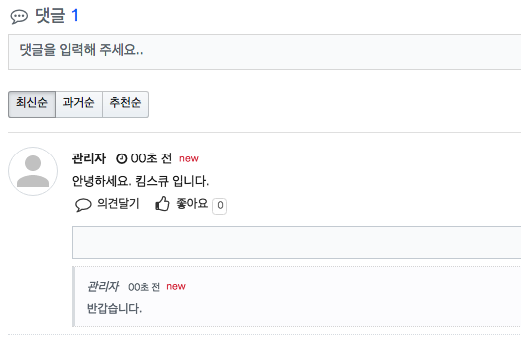 댓글 1
댓글을 입력해 주세요..
최신순 과거순 추천순
관리자 00초 전 new
안녕하세요. 킴스큐 입니다.
의견달기 좋아요 0
관리자 00초 전 new
반갑습니다.